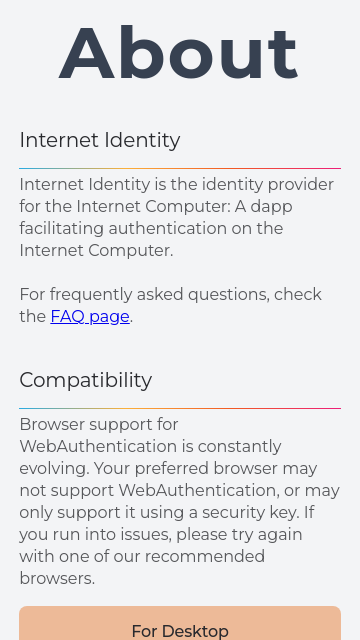 About
Internet Identity
Internet Identity is the identity provider
for the Internet Computer: A dapp
facilitating authentication on the
Internet Computer.
For frequently asked questions, check
the FAQ page.
Compatibility
Browser support for
WebAuthentication is constantly
evolving. Your preferred browser may
not support WebAuthentication, or may
only support it using a security key. If
you run into issues, please try again
with one of our recommended
browsers.
For Desktop